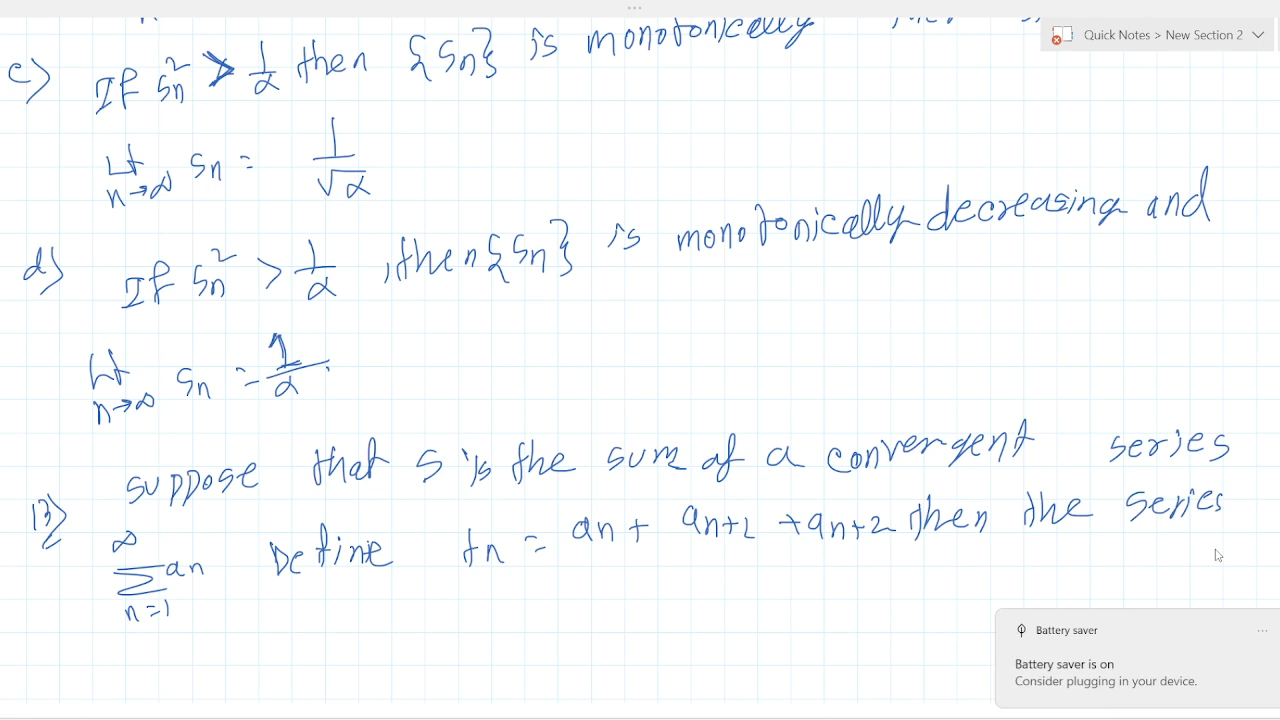 Quick Notes > New Section 2
c) If Sn² > 1/α then {Sn} is monotonically
Lt n→∞ Sn = 1/√α
d) If Sn² > 1/α , then {Sn} is monotonically decreasing and
Lt n→∞ Sn = 1/α .
13) suppose that S is the sum of a convergent series
∞ Σ n=1 an Define tn = an + an+2 + an+2 then the series
Battery saver
Battery saver is on
Consider plugging in your device.